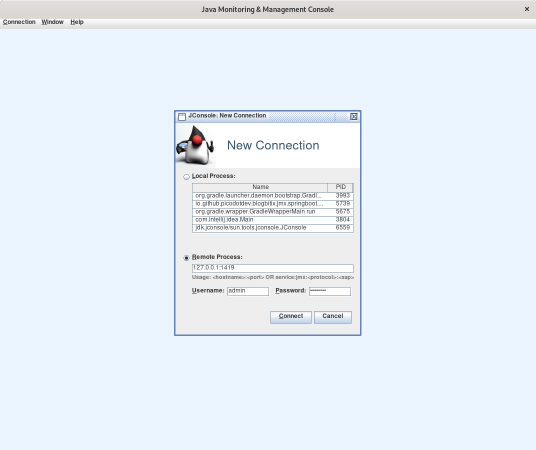 Java Monitoring & Management Console
Connection Window Help
JConsole: New Connection
New Connection
Local Process:
Name PID
org.gradle.launcher.daemon.bootstrap.Gradl... 3993
io.github.picodotdev.blogbitix.jmx.springboot.... 5739
org.gradle.wrapper.GradleWrapperMain run 5675
com.intellij.idea.Main 3804
jdk.jconsole/sun.tools.jconsole.JConsole 6559
Remote Process:
127.0.0.1:1419
Usage: <hostname>:<port> OR service:jmx:<protocol>:<sap>
Username: admin Password:
Connect Cancel